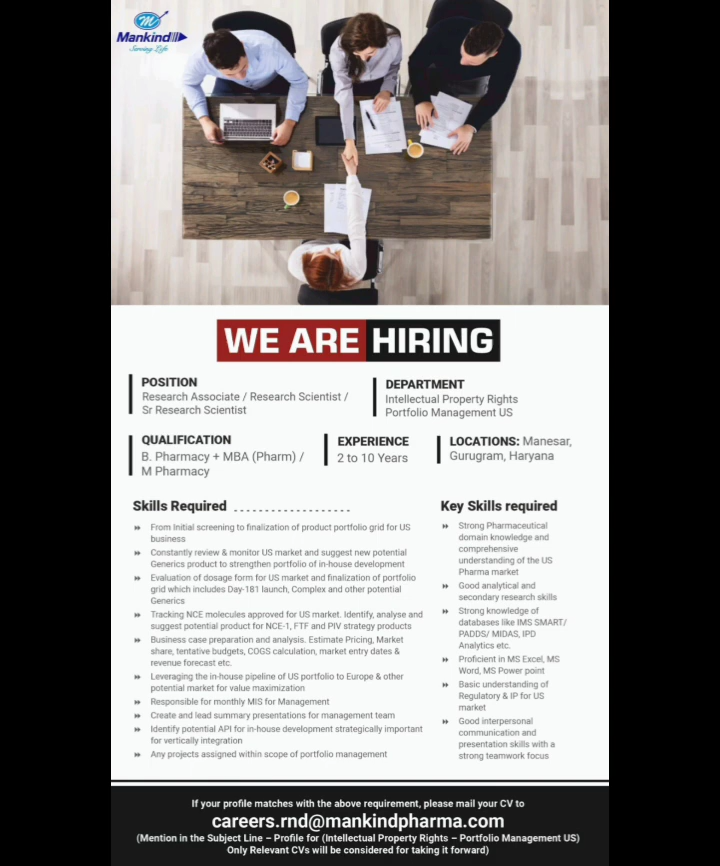 Mankind
Serving Life
WE ARE HIRING
POSITION
Research Associate / Research Scientist /
Sr Research Scientist
DEPARTMENT
Intellectual Property Rights
Portfolio Management US
QUALIFICATION
B. Pharmacy + MBA (Pharm) /
M Pharmacy
EXPERIENCE
2 to 10 Years
LOCATIONS: Manesar,
Gurugram, Haryana
Skills Required
From Initial screening to finalization of product portfolio grid for US
business
Constantly review & monitor US market and suggest new potential
Generics product to strengthen portfolio of in-house development
Evaluation of dosage form for US market and finalization of portfolio
grid which includes Day-181 launch, Complex and other potential
Generics
Tracking NCE molecules approved for US market. Identify, analyse and
suggest potential product for NCE-1, FTF and PIV strategy products
Business case preparation and analysis. Estimate Pricing, Market
share, tentative budgets, COGS calculation, market entry dates &
revenue forecast etc.
Leveraging the in-house pipeline of US portfolio to Europe & other
potential market for value maximization
Responsible for monthly MIS for Management
Create and lead summary presentations for management team
Identify potential API for in-house development strategically important
for vertically integration
Any projects assigned within scope of portfolio management
Key Skills required
Strong Pharmaceutical
domain knowledge and
comprehensive
understanding of the US
Pharma market
Good analytical and
secondary research skills
Strong knowledge of
databases like IMS SMART/
PADDS/ MIDAS, IPD
Analytics etc.
Proficient in MS Excel, MS
Word, MS Power point
Basic understanding of
Regulatory & IP for US
market
Good interpersonal
communication and
presentation skills with a
strong teamwork focus
If your profile matches with the above requirement, please mail your CV to
careers.rnd@mankindpharma.com
(Mention in the Subject Line – Profile for (Intellectual Property Rights – Portfolio Management US)
Only Relevant CVs will be considered for taking it forward)